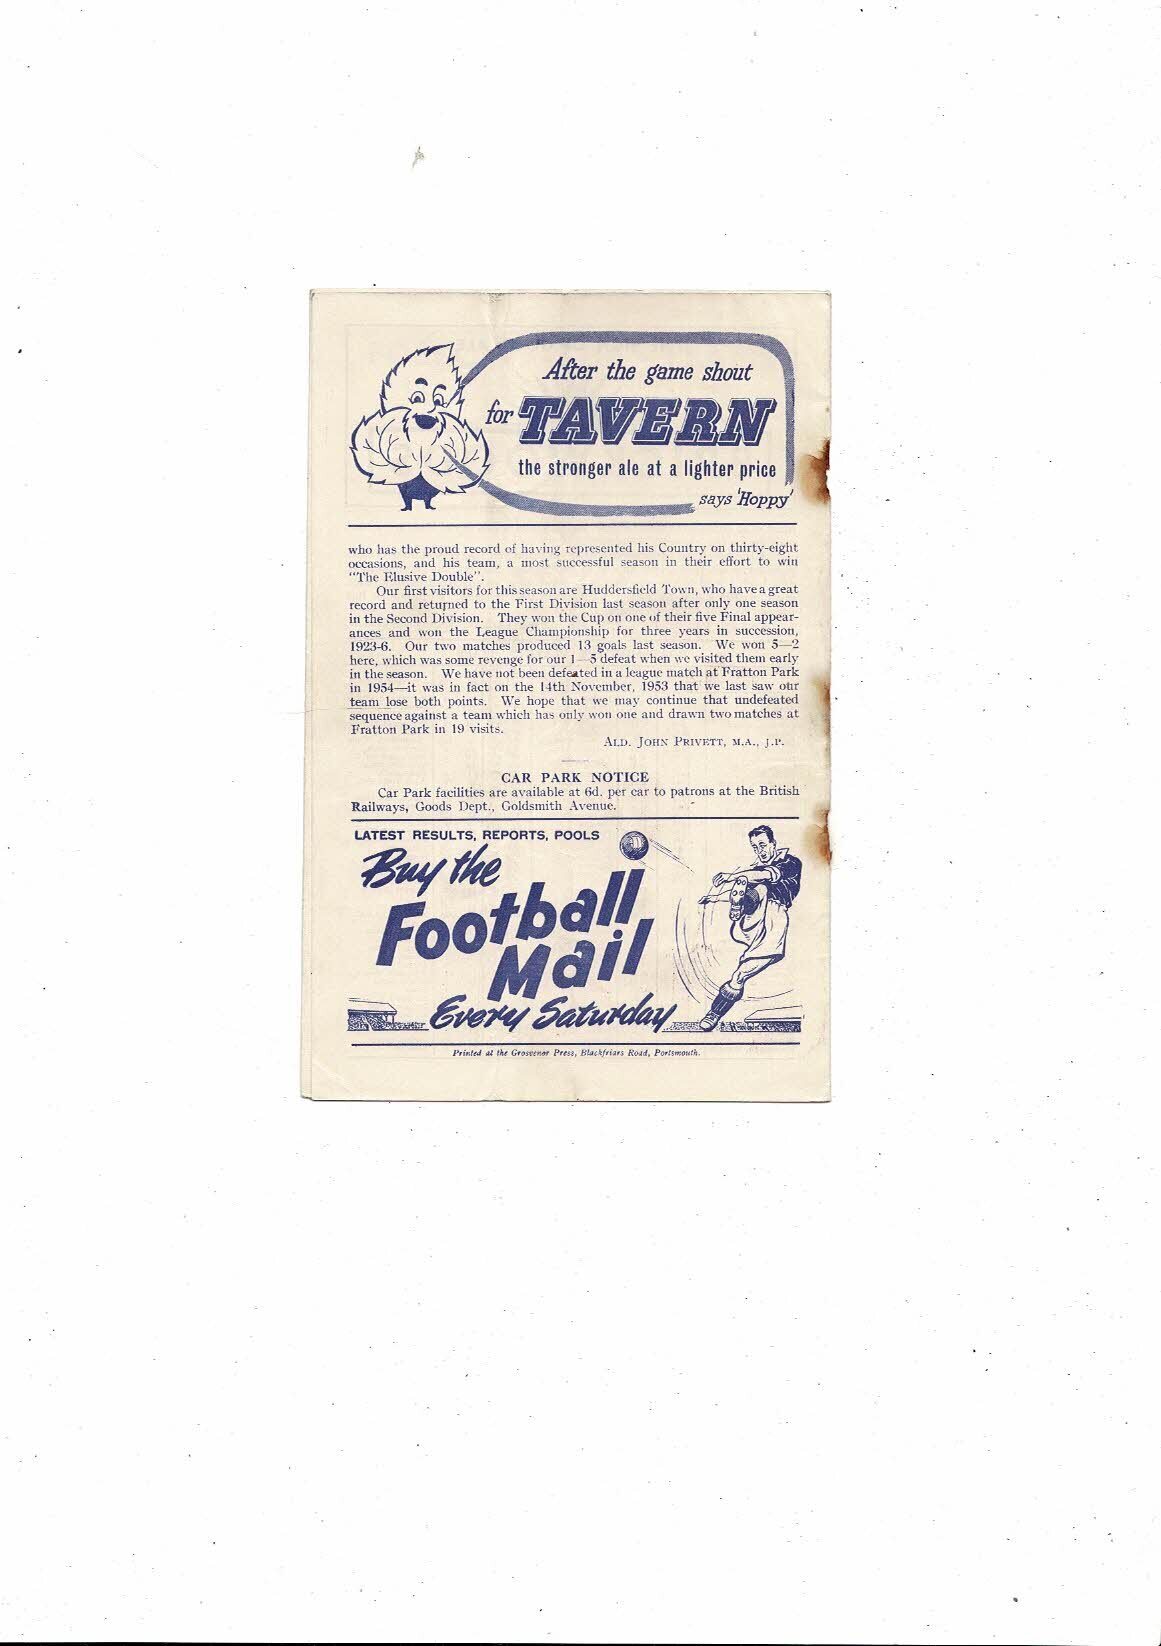 After the game shout
for TAVERN
the stronger ale at a lighter price
says 'Hoppy'
who has the proud record of having represented his Country on thirty-eight
occasions, and his team, a most successful season in their effort to win
"The Elusive Double".
Our first visitors for this season are Huddersfield Town, who have a great
record and returned to the First Division last season after only one season
in the Second Division. They won the Cup on one of their five Final appear-
ances and won the League Championship for three years in succession,
1923-6. Our two matches produced 13 goals last season. We won 5—2
here, which was some revenge for our 1—5 defeat when we visited them early
in the season. We have not been defeated in a league match at Fratton Park
in 1954—it was in fact on the 14th November, 1953 that we last saw our
team lose both points. We hope that we may continue that undefeated
sequence against a team which has only won one and drawn two matches at
Fratton Park in 19 visits.
ALD. JOHN PRIVETT, M.A., J.P.
CAR PARK NOTICE
Car Park facilities are available at 6d. per car to patrons at the British
Railways, Goods Dept., Goldsmith Avenue.
LATEST RESULTS, REPORTS, POOLS
Buy the
Football
Mail
Every Saturday
Printed at the Grosvenor Press, Blackfriars Road, Portsmouth.